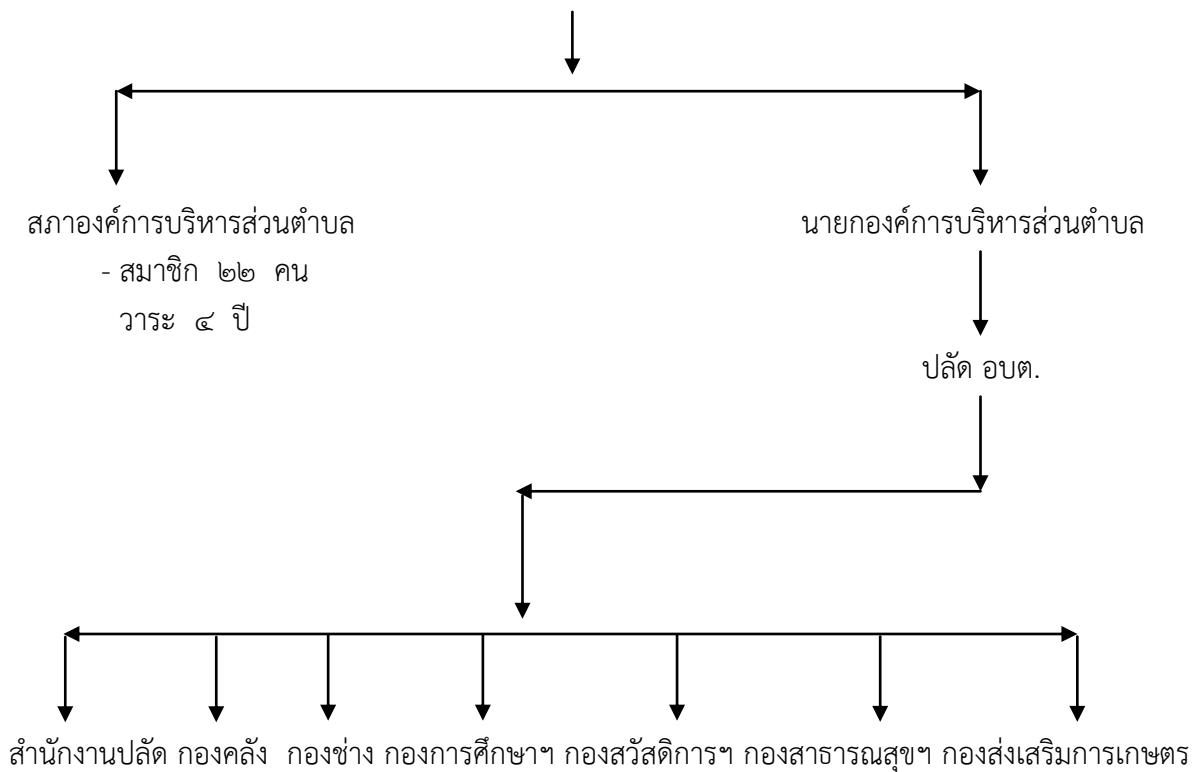 สภาองค์การบริหารส่วนตำบล
นายกองค์การบริหารส่วนตำบล
- สมาชิก ๒๒ คน
วาระ ๔ ปี
ปลัด อบต.
สำนักงานปลัด กองคลัง กองช่าง กองการศึกษาฯ กองสวัสดิการฯ กองสาธารณสุขฯ กองส่งเสริมการเกษตร